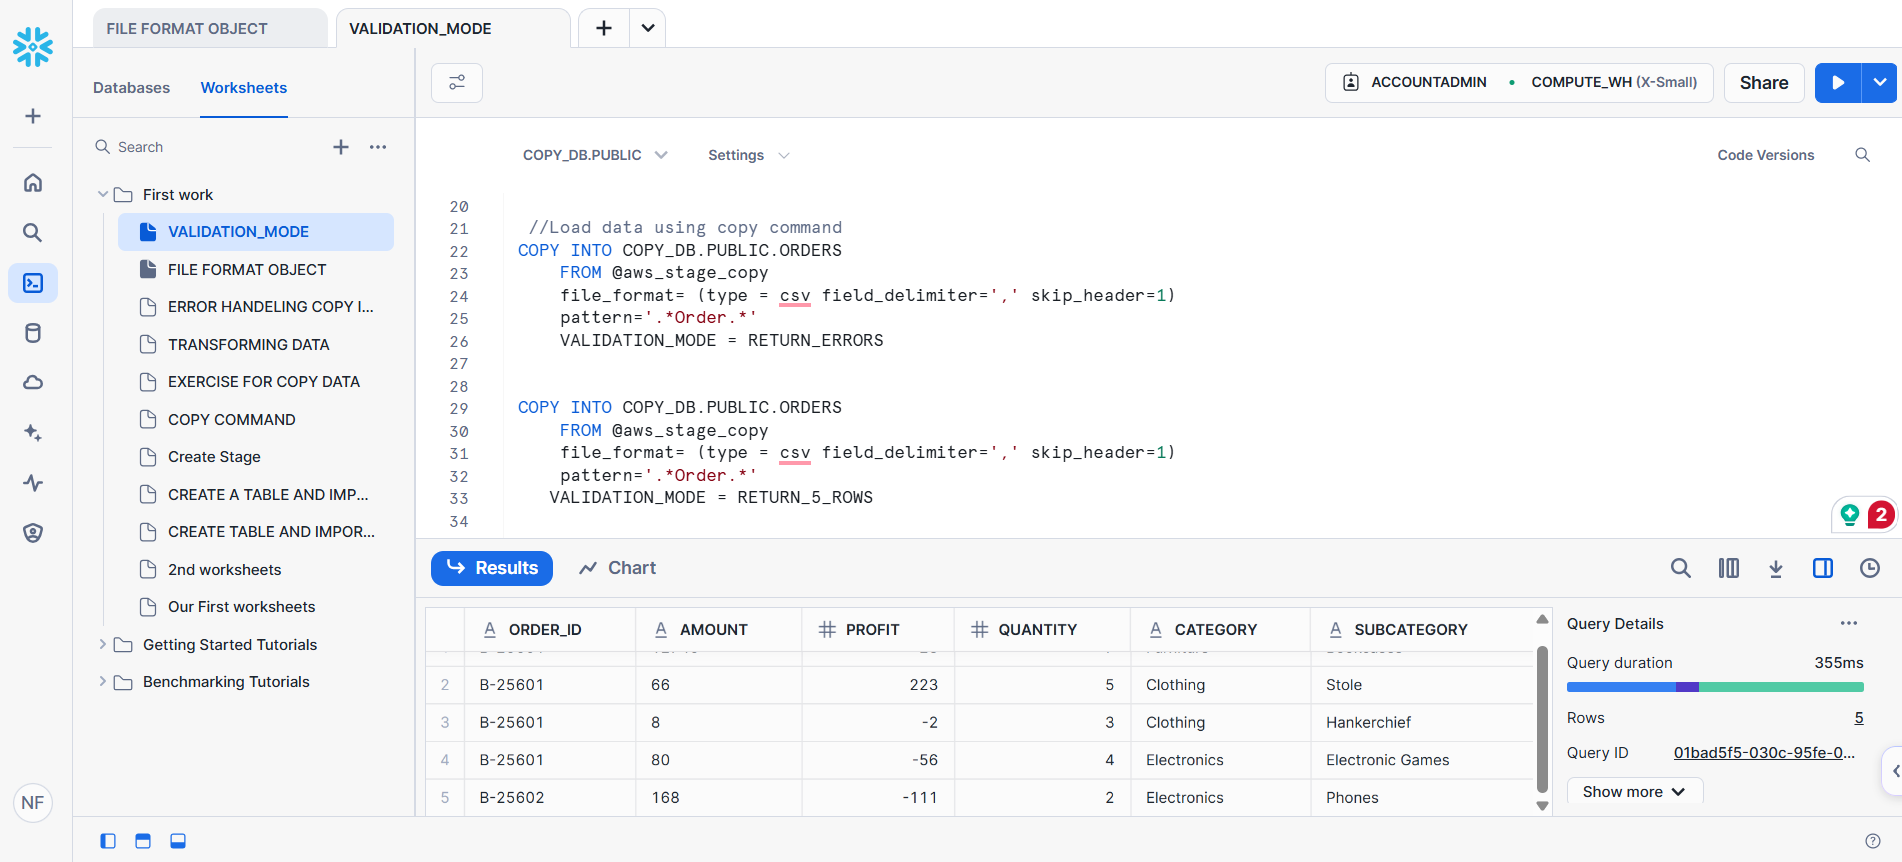 FILE FORMAT OBJECT
VALIDATION_MODE
Databases
Worksheets
ACCOUNTADMIN
COMPUTE_WH (X-Small)
Share
Search
First work
VALIDATION_MODE
FILE FORMAT OBJECT
ERROR HANDELING COPY I...
TRANSFORMING DATA
EXERCISE FOR COPY DATA
COPY COMMAND
Create Stage
CREATE A TABLE AND IMP...
CREATE TABLE AND IMPOR...
2nd worksheets
Our First worksheets
Getting Started Tutorials
Benchmarking Tutorials
NF
COPY_DB.PUBLIC
Settings
Code Versions
20
21 //Load data using copy command
22 COPY INTO COPY_DB.PUBLIC.ORDERS
23 FROM @aws_stage_copy
24 file_format= (type = csv field_delimiter=',' skip_header=1)
25 pattern='.*Order.*'
26 VALIDATION_MODE = RETURN_ERRORS
27
28
29 COPY INTO COPY_DB.PUBLIC.ORDERS
30 FROM @aws_stage_copy
31 file_format= (type = csv field_delimiter=',' skip_header=1)
32 pattern='.*Order.*'
33 VALIDATION_MODE = RETURN_5_ROWS
34
2
Results
Chart
ORDER_ID AMOUNT PROFIT QUANTITY CATEGORY SUBCATEGORY
2 B-25601 66 223 5 Clothing Stole
3 B-25601 8 -2 3 Clothing Hankerchief
4 B-25601 80 -56 4 Electronics Electronic Games
5 B-25602 168 -111 2 Electronics Phones
Query Details
Query duration 355ms
Rows 5
Query ID 01bad5f5-030c-95fe-0...
Show more